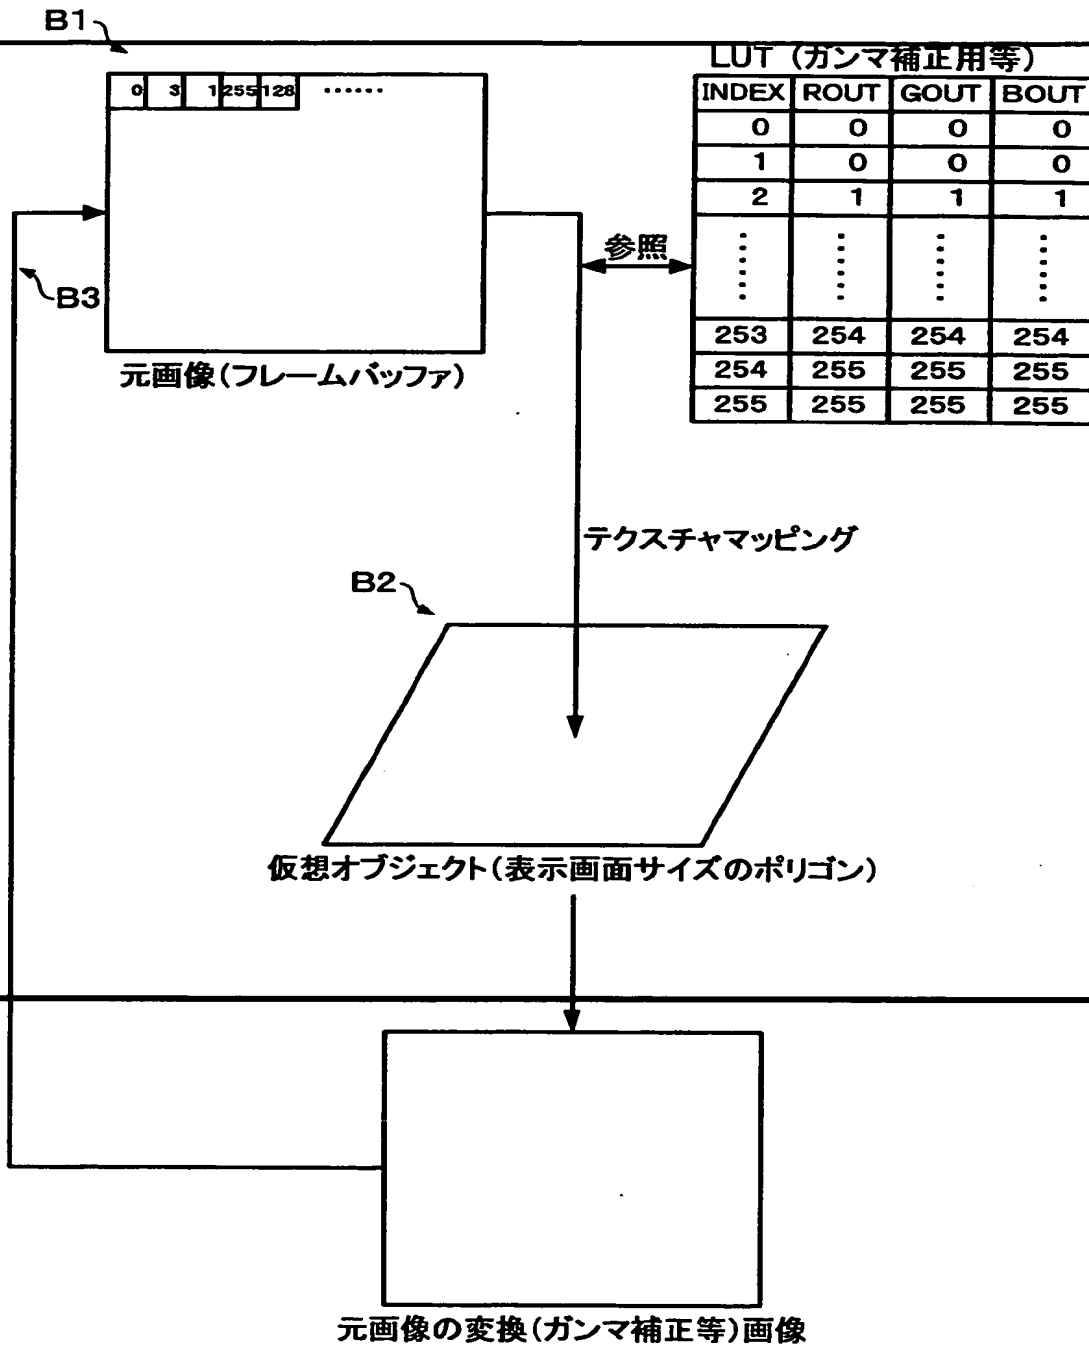 B1
LUT (ガンマ補正用等)
0 3 1 255 128 ……
INDEX ROUT GOUT BOUT
0 0 0 0
1 0 0 0
2 1 1 1
253 254 254 254
254 255 255 255
255 255 255 255
参照
B3
元画像(フレームバッファ)
テクスチャマッピング
B2
仮想オブジェクト(表示画面サイズのポリゴン)
元画像の変換(ガンマ補正等)画像